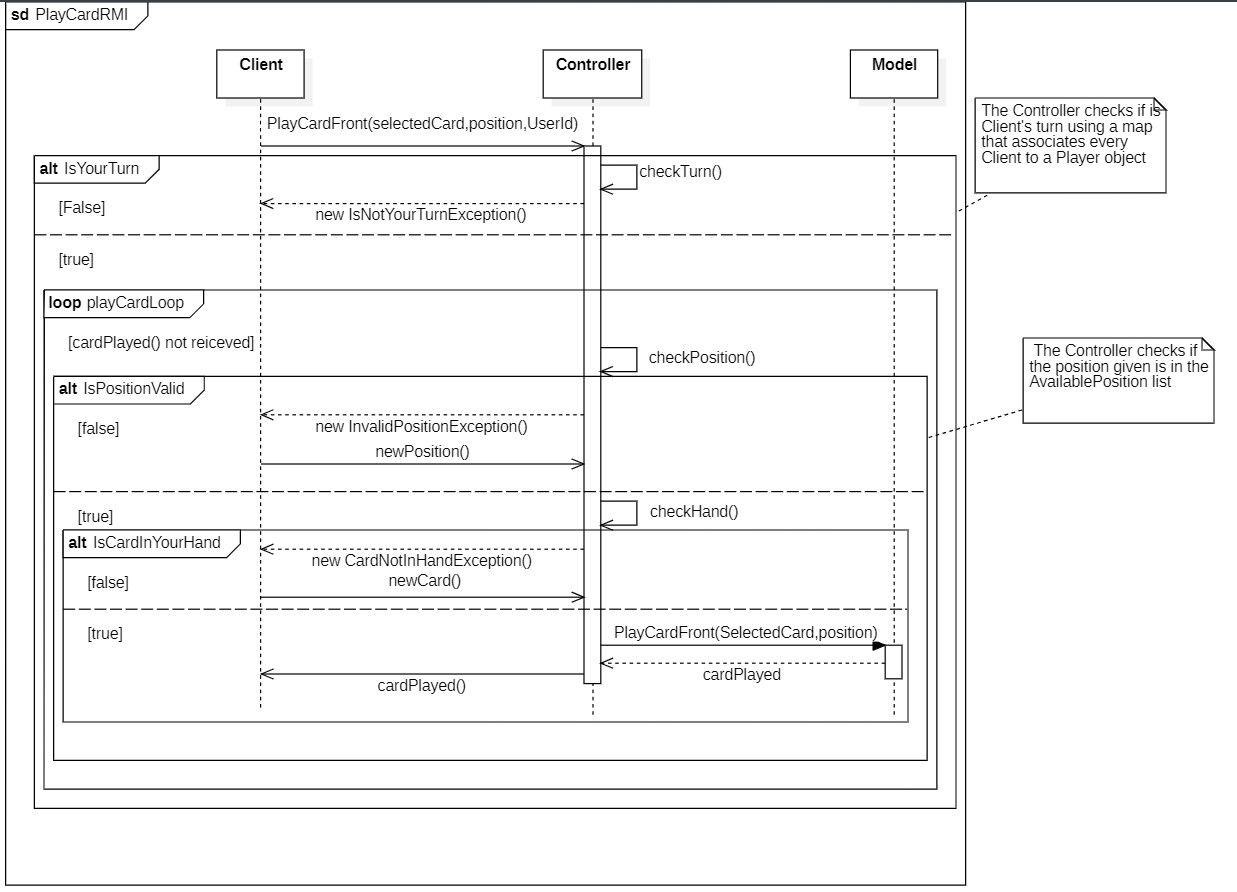 sd PlayCardRMI
Client
Controller
Model
The Controller checks if is
Client's turn using a map
that associates every
Client to a Player object
PlayCardFront(selectedCard,position,UserId)
alt IsYourTurn
checkTurn()
[False]
new IsNotYourTurnException()
[true]
loop playCardLoop
[cardPlayed() not reiceved]
checkPosition()
The Controller checks if
the position given is in the
AvailablePosition list
alt IsPositionValid
[false]
new InvalidPositionException()
newPosition()
[true]
checkHand()
alt IsCardInYourHand
new CardNotInHandException()
[false]
newCard()
[true]
PlayCardFront(SelectedCard,position)
cardPlayed
cardPlayed()